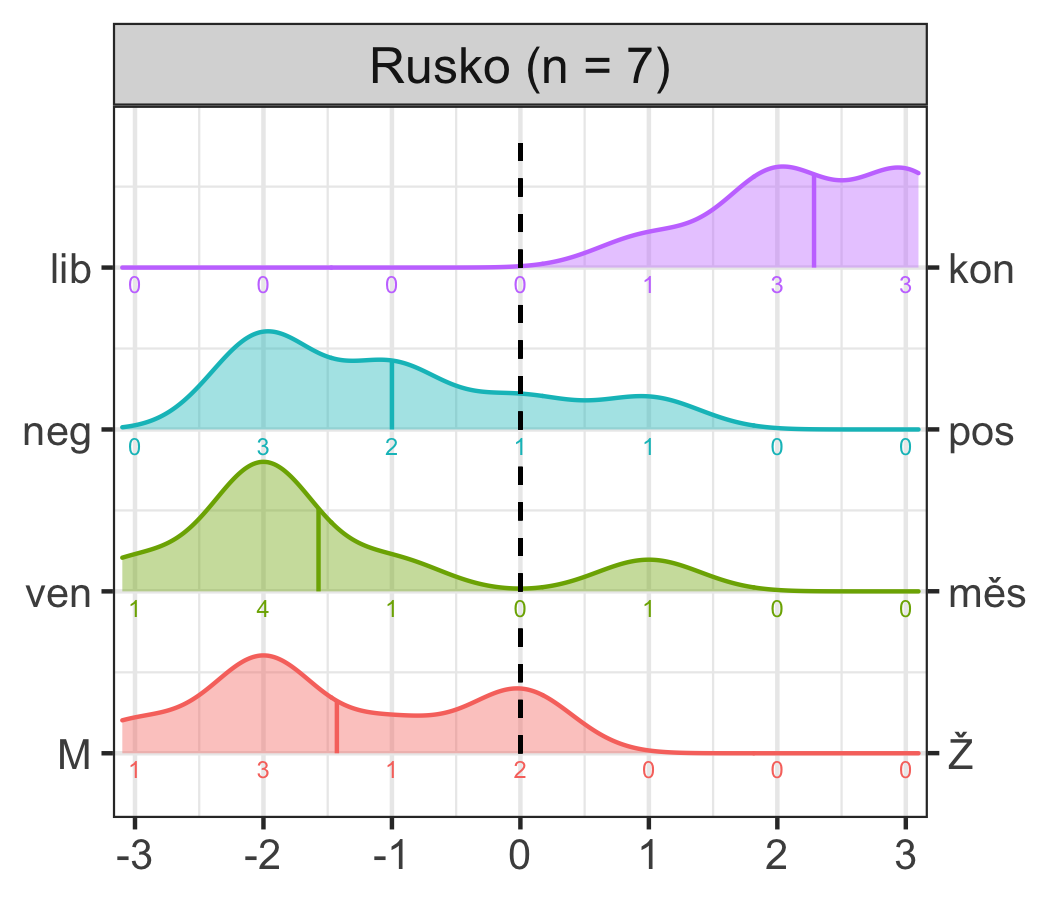 Rusko (n = 7)
lib kon
0 0 0 0 1 3 3
neg pos
0 3 2 1 1 0 0
ven měs
1 4 1 0 1 0 0
M Ž
1 3 1 2 0 0 0
-3 -2 -1 0 1 2 3